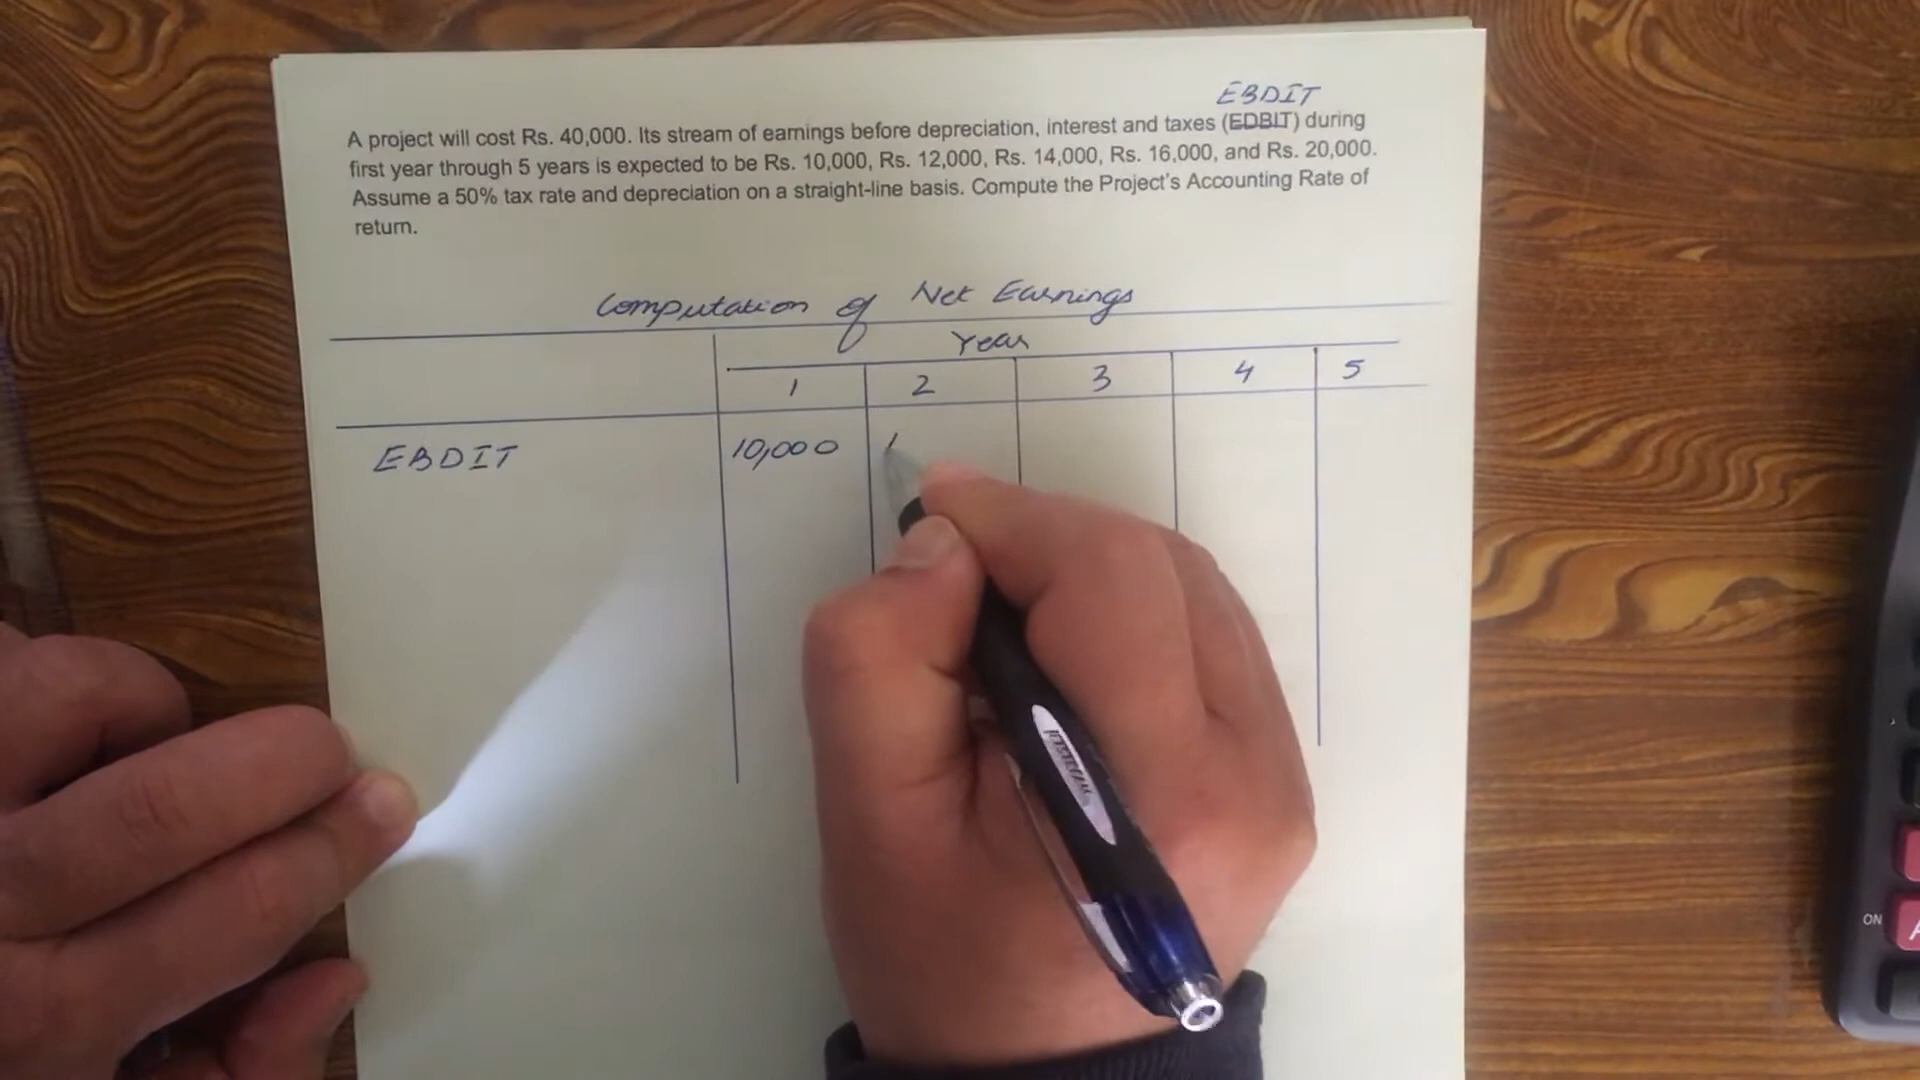 EBDIT
A project will cost Rs. 40,000. Its stream of earnings before depreciation, interest and taxes (EDBIT) during
first year through 5 years is expected to be Rs. 10,000, Rs. 12,000, Rs. 14,000, Rs. 16,000, and Rs. 20,000.
Assume a 50% tax rate and depreciation on a straight-line basis. Compute the Project's Accounting Rate of
return.
Computation of Net Earnings
Year
1 2 3 4 5
EBDIT 10,000 1
JETSTREAM
ON
A